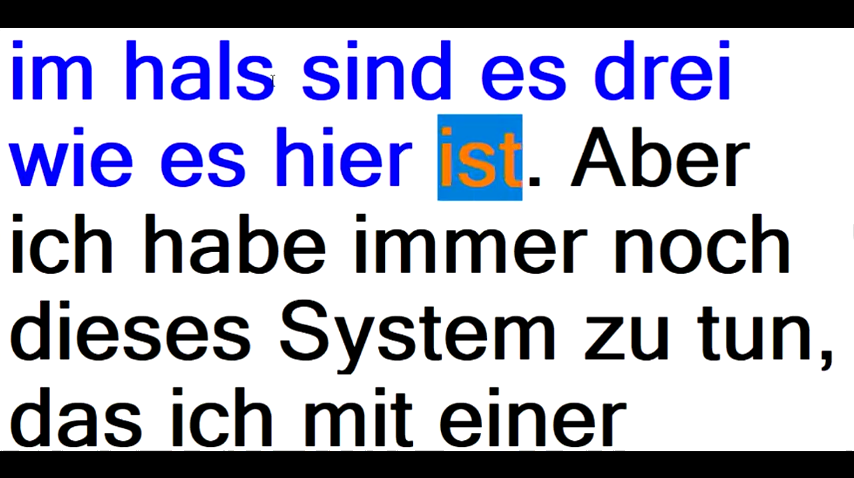 im hals sind es drei
wie es hier ist. Aber
ich habe immer noch
dieses System zu tun,
das ich mit einer